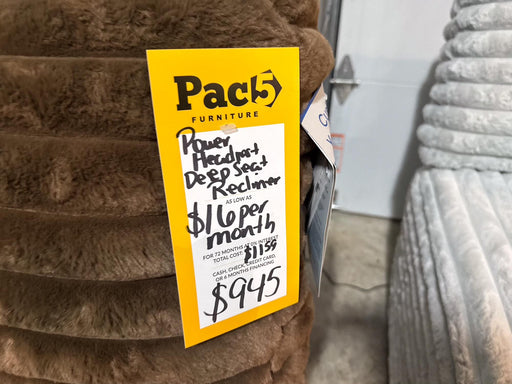 Pac5
FURNITURE
Power
Headrest
Deep Seat
Recliner
AS LOW AS
$16 per
month
FOR 72 MONTHS AT 0% INTEREST
TOTAL COST: $1155
CASH, CHECK, CREDIT CARD,
OR 6 MONTHS FINANCING
$945